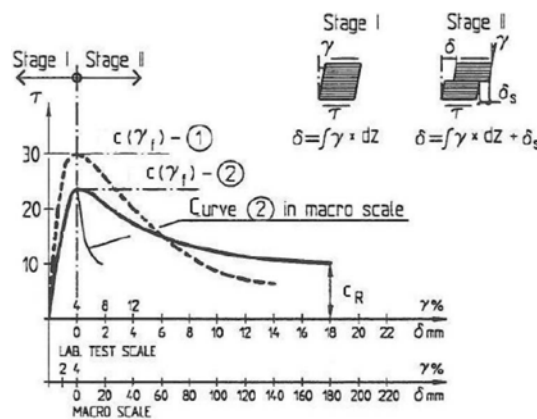 Stage I Stage II
Stage I Stage II
γ δ γ
δs
τ τ
δ=∫γ × dz δ=∫γ × dz + δs
τ
c(γf) – ①
30
c(γf) – ②
20
Curve ② in macro scale
10
CR
4 8 12 γ%
0 2 4 6 8 10 12 14 16 18 20 22 δ mm
LAB. TEST SCALE
2 4 γ%
0 20 40 60 80 100 120 140 160 180 200 220 δ mm
MACRO SCALE